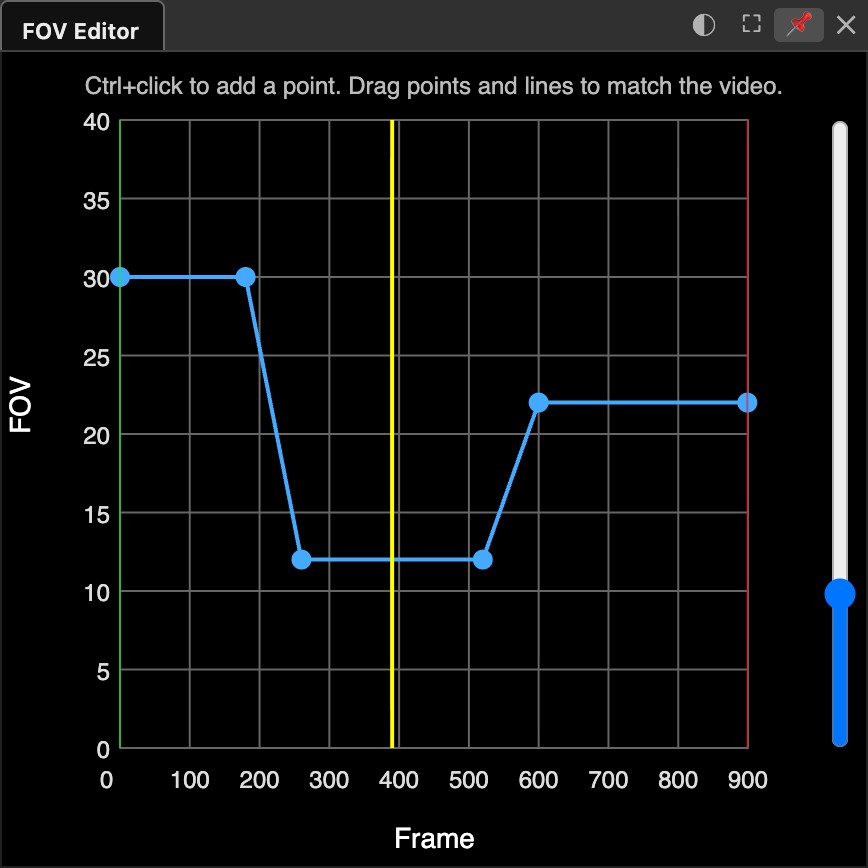 FOV Editor
Ctrl+click to add a point. Drag points and lines to match the video.
40
35
30
25
20
15
10
5
0
FOV
0 100 200 300 400 500 600 700 800 900
Frame